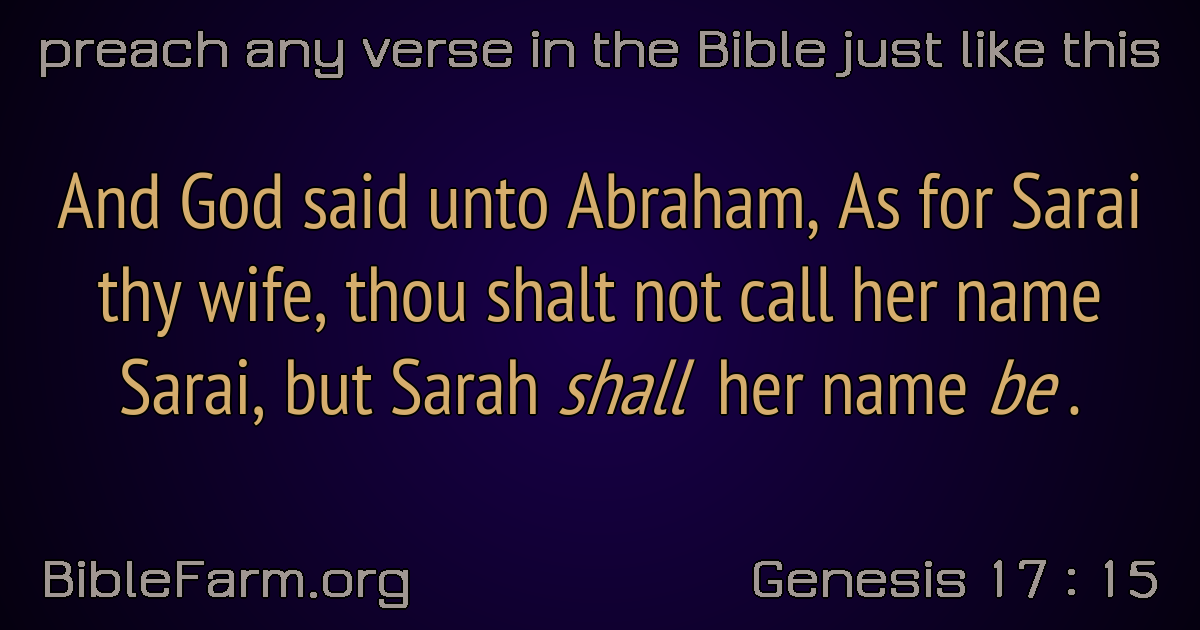 preach any verse in the Bible just like this
And God said unto Abraham, As for Sarai
thy wife, thou shalt not call her name
Sarai, but Sarah shall her name be .
BibleFarm.org
Genesis 17 : 15